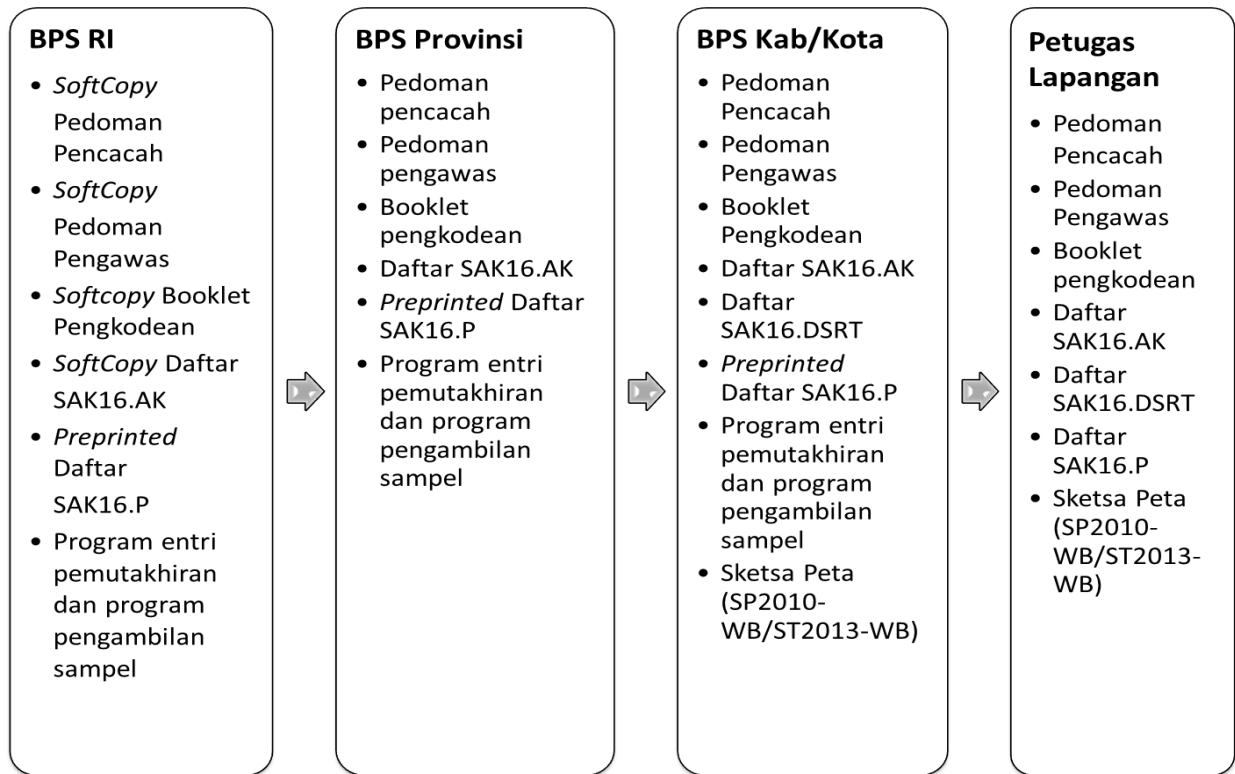 BPS RI
• SoftCopy
Pedoman
Pencacah
• SoftCopy
Pedoman
Pengawas
• Softcopy Booklet
Pengkodean
• SoftCopy Daftar
SAK16.AK
• Preprinted
Daftar
SAK16.P
• Program entri
pemutakhiran
dan program
pengambilan
sampel
BPS Provinsi
• Pedoman
pencacah
• Pedoman
pengawas
• Booklet
pengkodean
• Daftar SAK16.AK
• Preprinted Daftar
SAK16.P
• Program entri
pemutakhiran
dan program
pengambilan
sampel
BPS Kab/Kota
• Pedoman
Pencacah
• Pedoman
Pengawas
• Booklet
Pengkodean
• Daftar SAK16.AK
• Daftar
SAK16.DSRT
• Preprinted
Daftar SAK16.P
• Program entri
pemutakhiran
dan program
pengambilan
sampel
• Sketsa Peta
(SP2010-
WB/ST2013-WB)
Petugas
Lapangan
• Pedoman
Pencacah
• Pedoman
Pengawas
• Booklet
pengkodean
• Daftar
SAK16.AK
• Daftar
SAK16.DSRT
• Daftar
SAK16.P
• Sketsa Peta
(SP2010-
WB/ST2013-
WB)